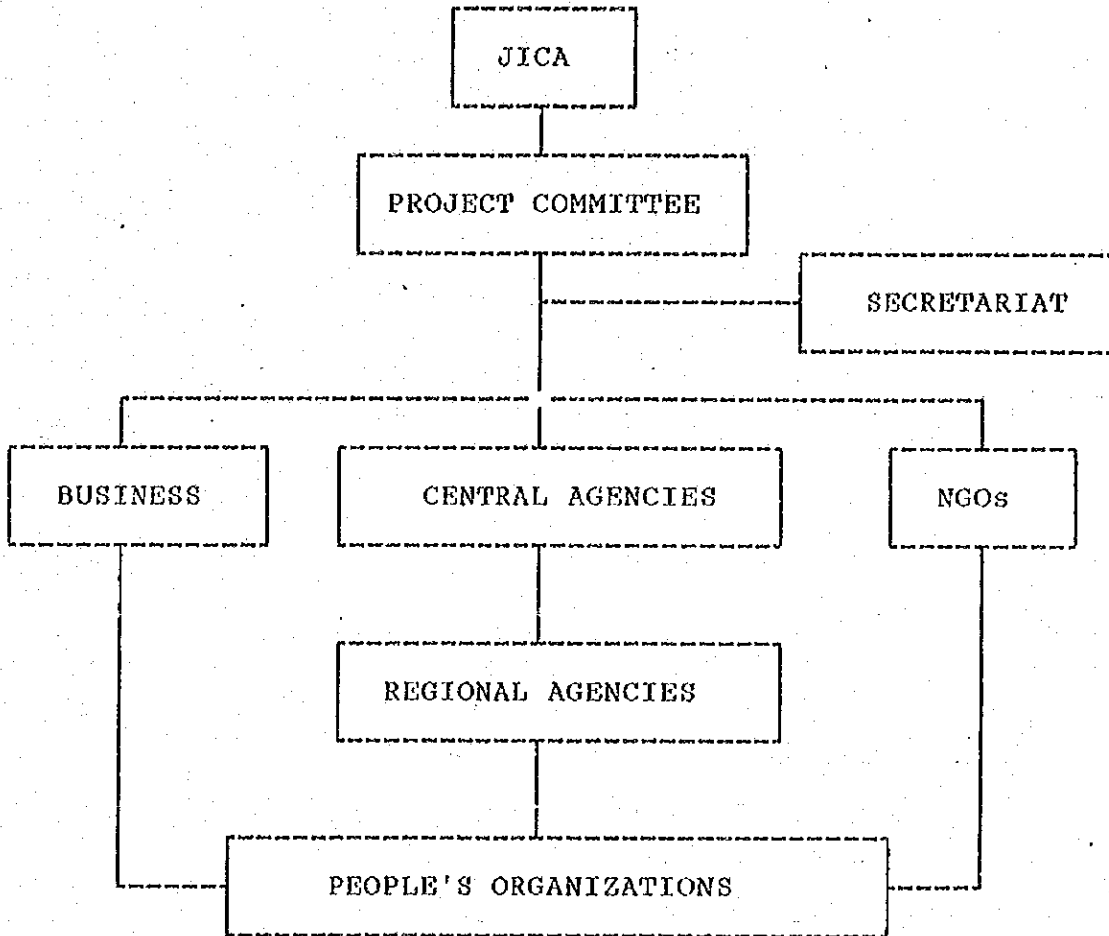 JICA
PROJECT COMMITTEE
SECRETARIAT
BUSINESS
CENTRAL AGENCIES
NGOs
REGIONAL AGENCIES
PEOPLE'S ORGANIZATIONS